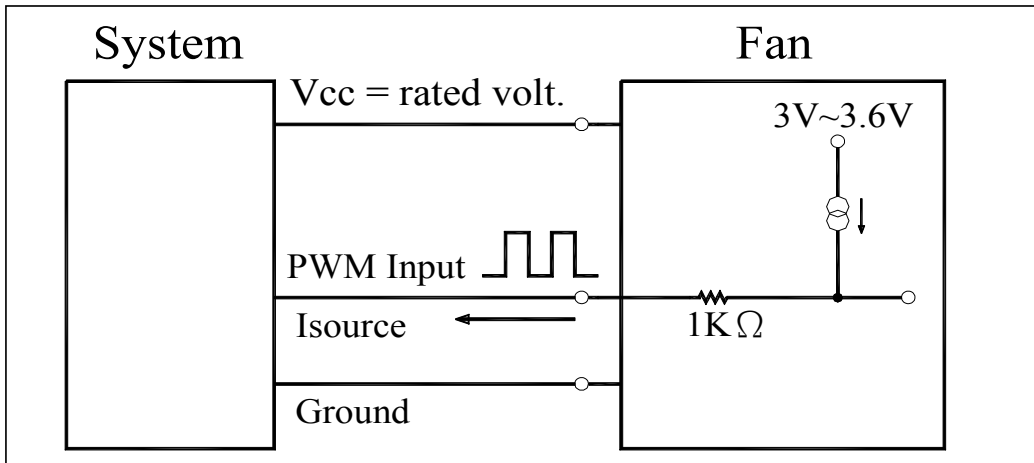 System
Fan
Vcc = rated volt.
3V~3.6V
PWM Input
Isource
1KΩ
Ground